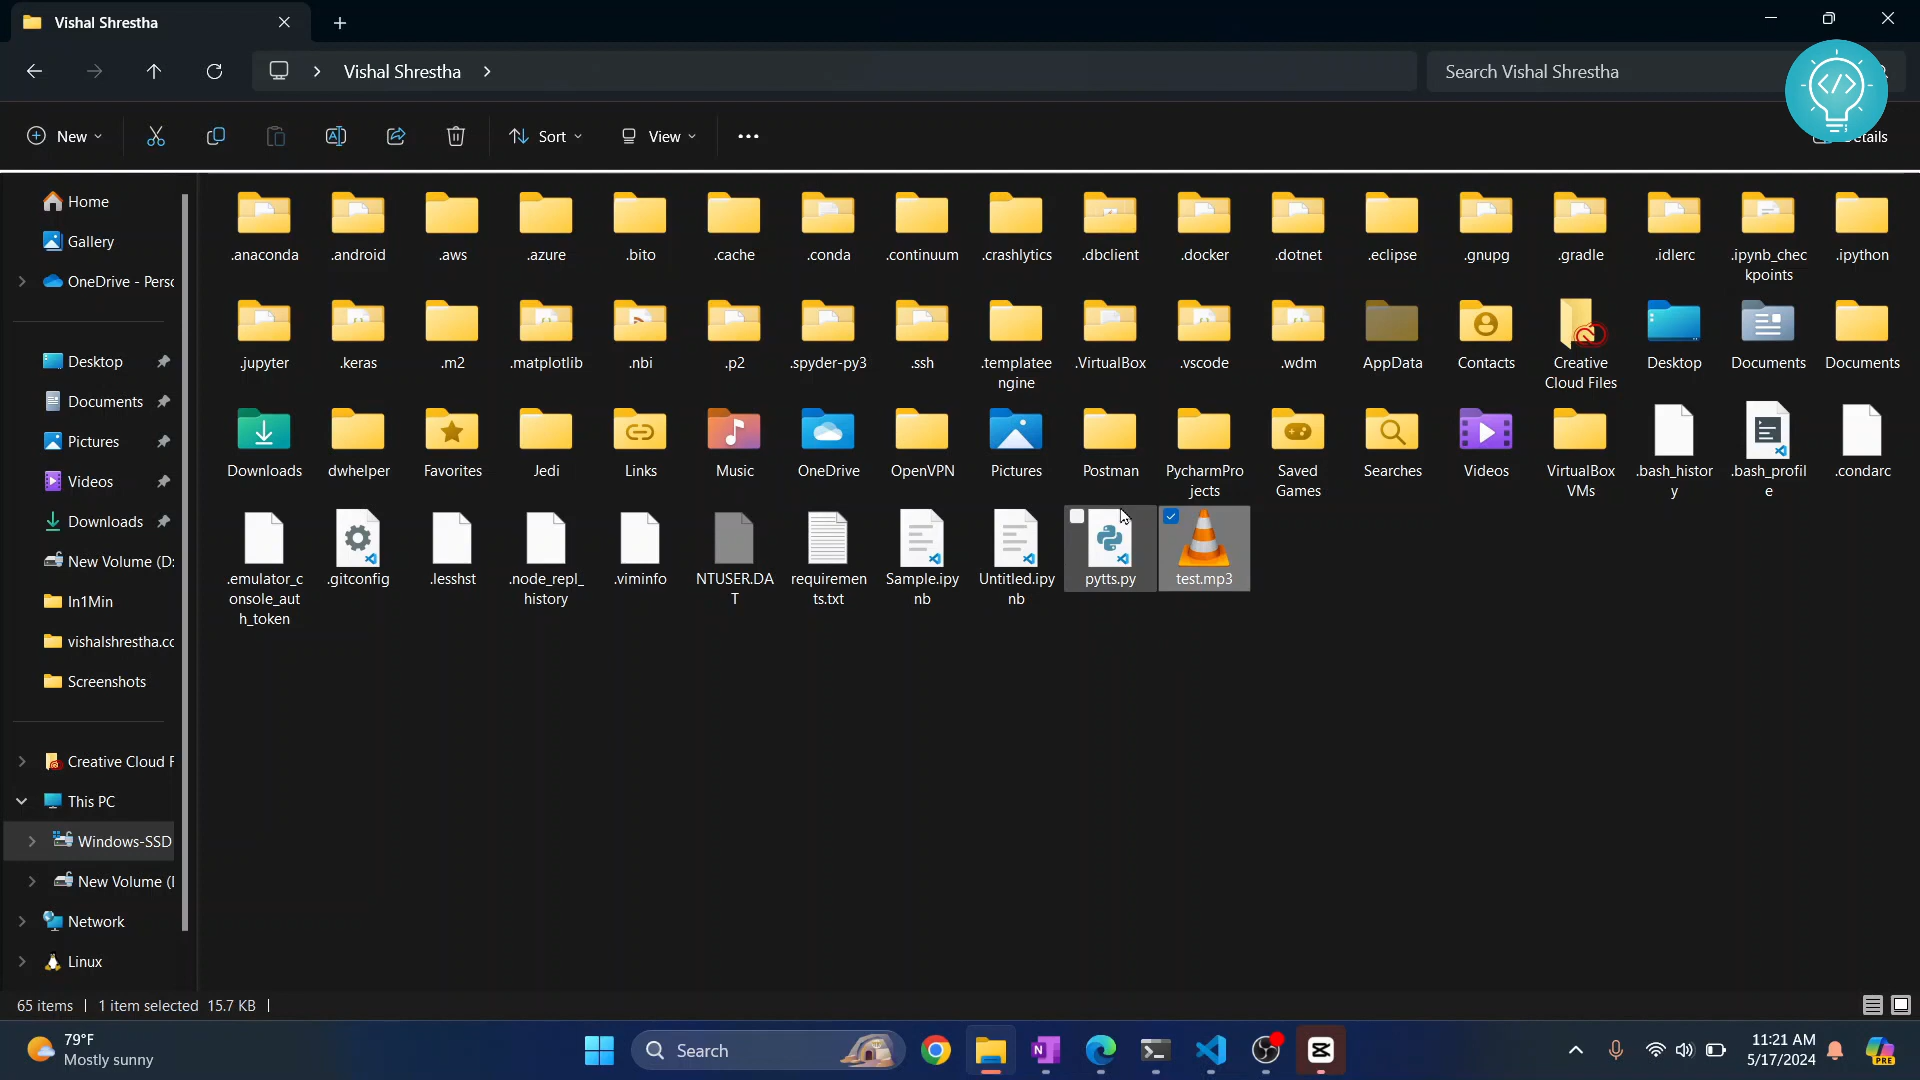 Vishal Shrestha
Vishal Shrestha
Search Vishal Shrestha
New
Sort
View
Home
Gallery
OneDrive - Perso
Desktop
Documents
Pictures
Videos
Downloads
New Volume (D:
In1Min
vishalshrestha.co
Screenshots
Creative Cloud F
This PC
Windows-SSD
New Volume (I
Network
Linux
.anaconda .android .aws .azure .bito .cache .conda .continuum .crashlytics .dbclient .docker .dotnet .eclipse .gnupg .gradle .idlerc .ipynb_chec .ipython
kpoints
.jupyter .keras .m2 .matplotlib .nbi .p2 .spyder-py3 .ssh .templatee .VirtualBox .vscode .wdm AppData Contacts Creative Desktop Documents Documents
ngine Cloud Files
Downloads dwhelper Favorites Jedi Links Music OneDrive OpenVPN Pictures Postman PycharmPro Saved Searches Videos VirtualBox .bash_histor .bash_profil .condarc
jects Games VMs y e
.emulator_c .gitconfig .lesshst .node_repl_ .viminfo NTUSER.DA requiremen Sample.ipy Untitled.ipy pytts.py test.mp3
onsole_aut history T ts.txt nb nb
h_token
65 items 1 item selected 15.7 KB
79°F
Mostly sunny
Search
11:21 AM
5/17/2024
PRE